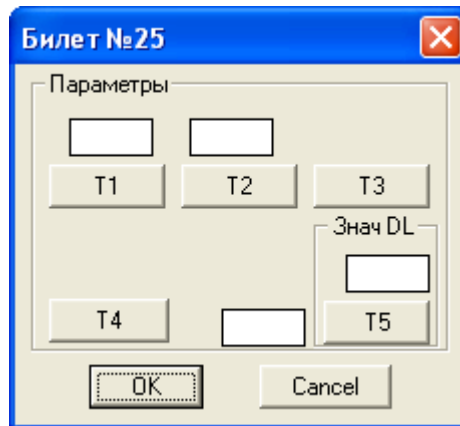 Билет №25
Параметры
T1
T2
T3
Знач DL
T4
T5
OK
Cancel